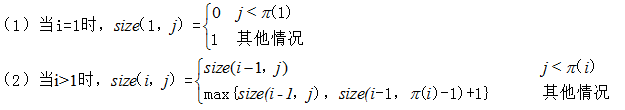 (1) 当i=1时，size(1，j) = { 0 j < π(1)
1 其他情况
(2) 当i>1时，size(i，j) = { size(i-1，j) j < π(i)
max{size(i-1，j)，size(i-1，π(i)-1)+1} 其他情况